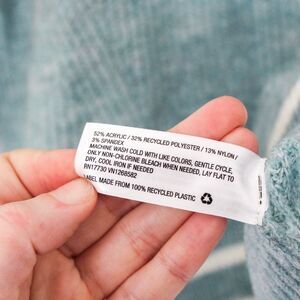 52% ACRYLIC / 32% RECYCLED POLYESTER / 13% NYLON /
3% SPANDEX
MACHINE WASH COLD WITH LIKE COLORS, GENTLE CYCLE,
ONLY NON-CHLORINE BLEACH WHEN NEEDED, LAY FLAT TO
DRY, COOL IRON IF NEEDED
RN17730 VN1268582
LABEL MADE FROM 100% RECYCLED PLASTIC